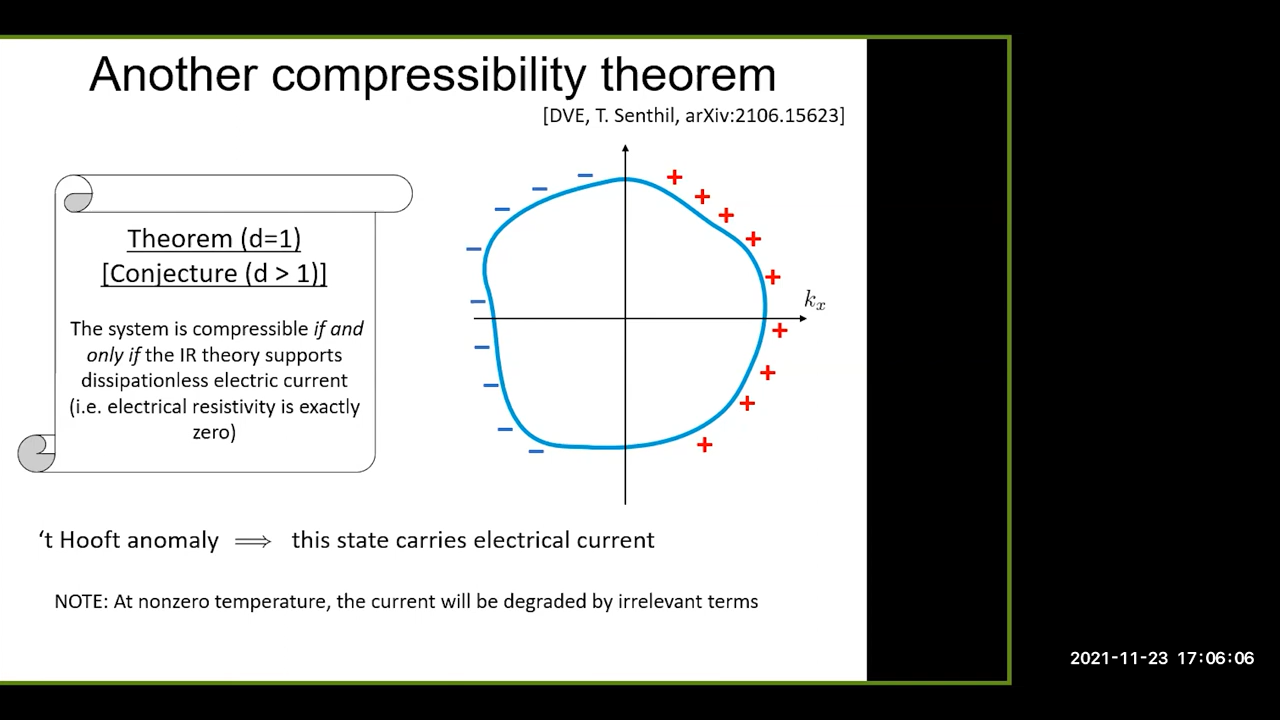 Another compressibility theorem
[DVE, T. Senthil, arXiv:2106.15623]
Theorem (d=1)
[Conjecture (d > 1)]
The system is compressible if and
only if the IR theory supports
dissipationless electric current
(i.e. electrical resistivity is exactly
zero)
k_x
‘t Hooft anomaly ⟹ this state carries electrical current
NOTE: At nonzero temperature, the current will be degraded by irrelevant terms
2021-11-23 17:06:06